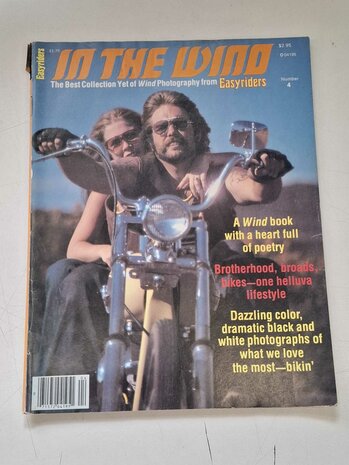 Easyriders
£1.75
IN THE WIND
$2.95
The Best Collection Yet of Wind Photography from Easyriders
Number
4
A Wind book
with a heart full
of poetry
Brotherhood, broads,
bikes—one helluva
lifestyle
Dazzling color,
dramatic black and
white photographs of
what we love
the most—bikin'